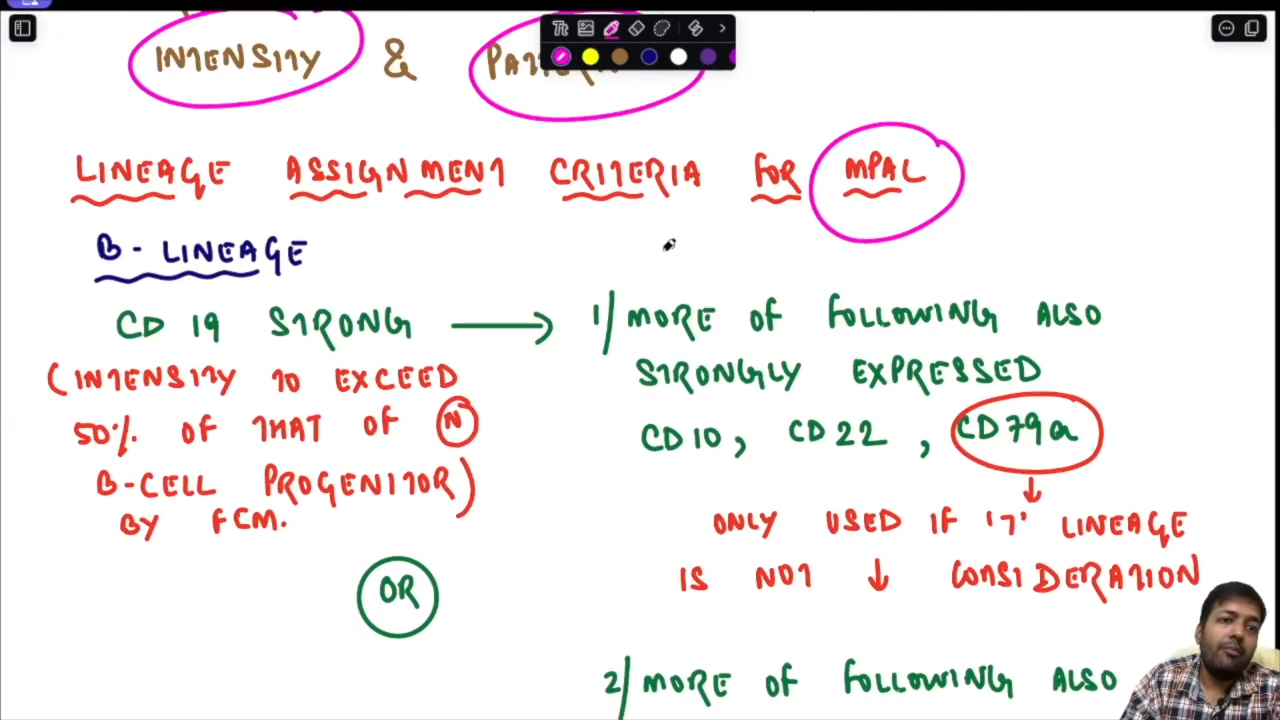 INTENSITY &
LINEAGE ASSIGNMENT CRITERIA FOR MPAL
B - LINEAGE
CD 19 STRONG → 1/ MORE OF FOLLOWING ALSO
STRONGLY EXPRESSED
CD10, CD22, CD79a
(INTENSITY TO EXCEED
50% OF THAT OF N
B-CELL PROGENITOR)
BY FCM.
↓
ONLY USED IF 'T' LINEAGE
IS NOT ↓ CONSIDERATION
OR
2/ MORE OF FOLLOWING ALSO